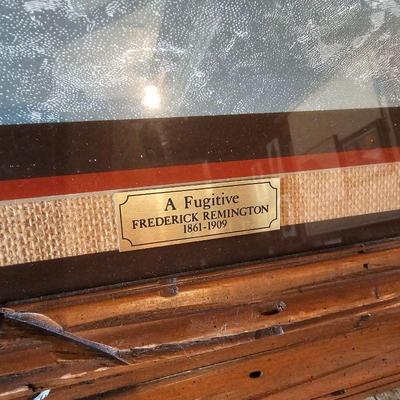 A Fugitive
FREDERICK REMINGTON
1861-1909